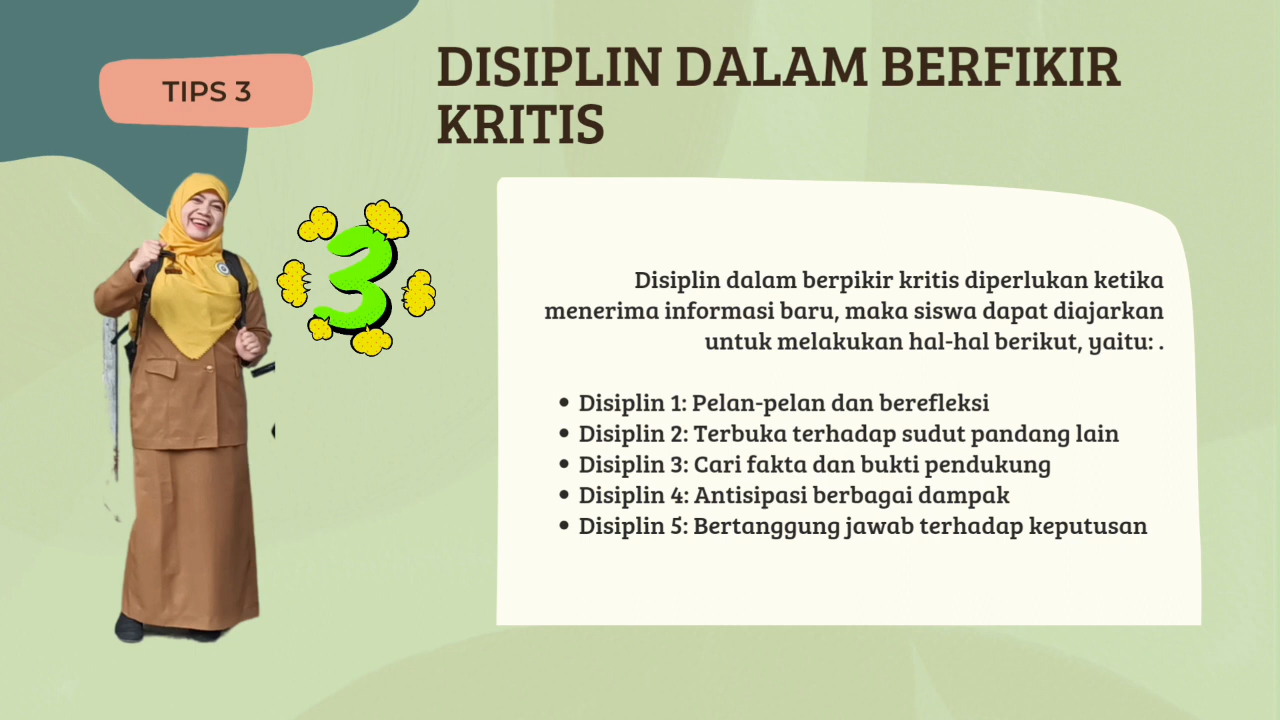 TIPS 3
DISIPLIN DALAM BERFIKIR
KRITIS
3
Disiplin dalam berpikir kritis diperlukan ketika
menerima informasi baru, maka siswa dapat diajarkan
untuk melakukan hal-hal berikut, yaitu: .
• Disiplin 1: Pelan-pelan dan berefleksi
• Disiplin 2: Terbuka terhadap sudut pandang lain
• Disiplin 3: Cari fakta dan bukti pendukung
• Disiplin 4: Antisipasi berbagai dampak
• Disiplin 5: Bertanggung jawab terhadap keputusan